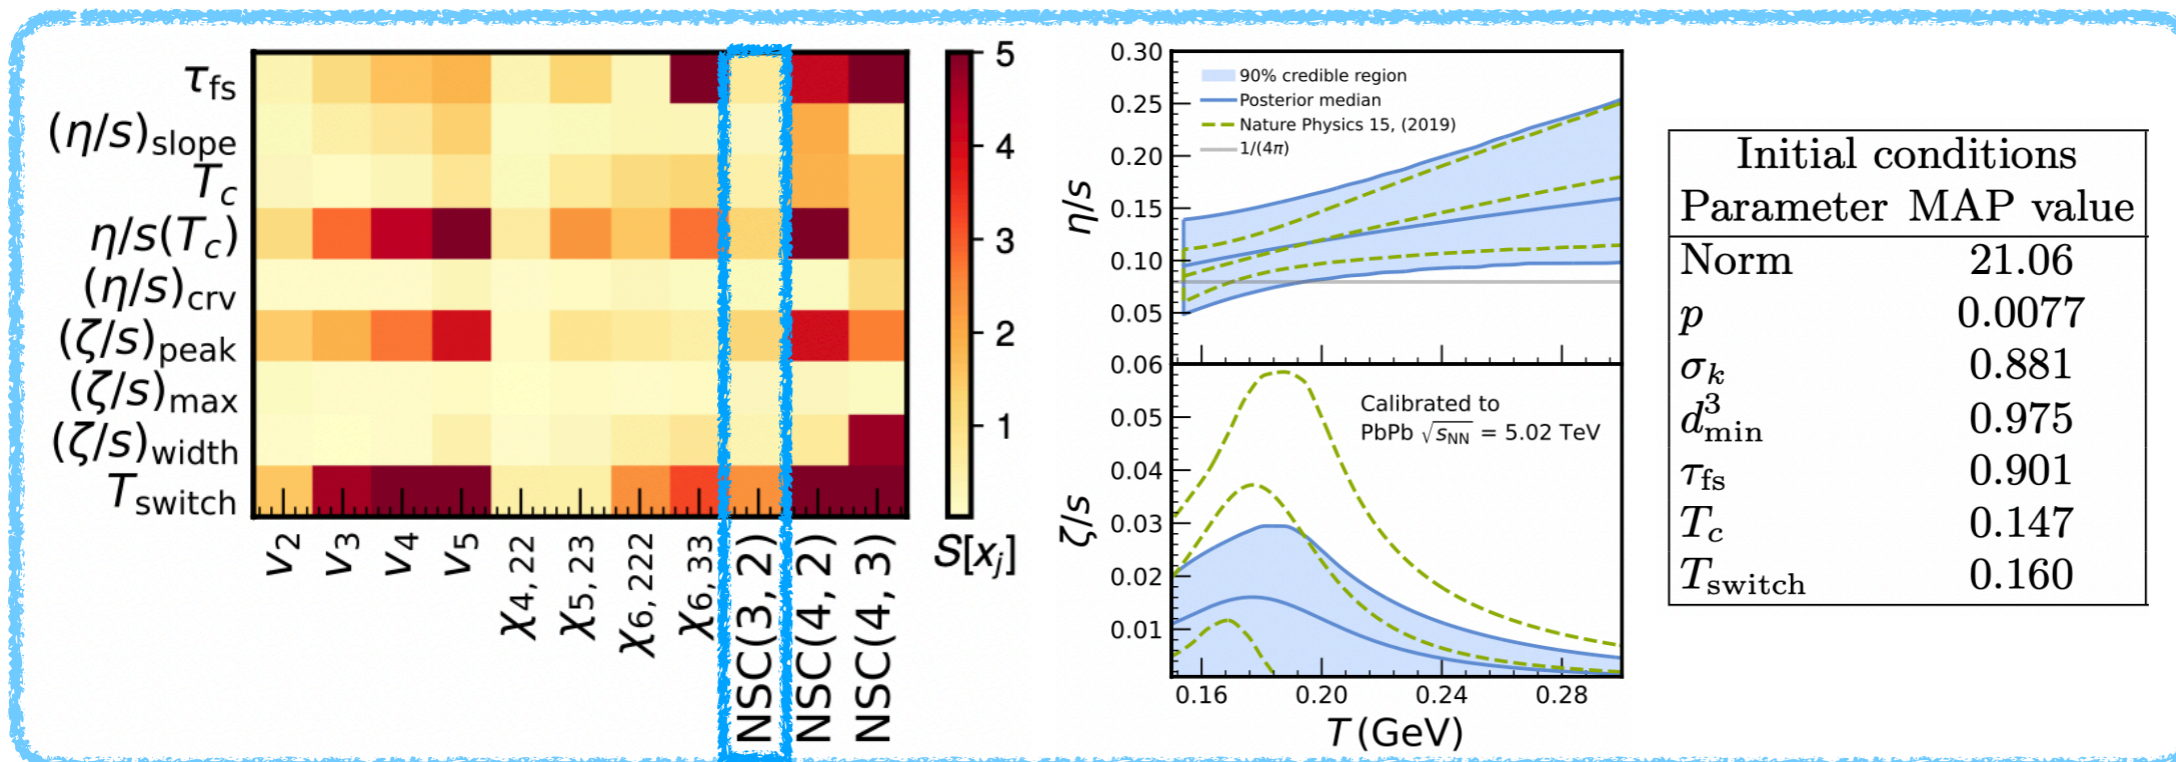 τfs
(η/s)slope
Tc
η/s(Tc)
(η/s)crv
(ζ/s)peak
(ζ/s)max
(ζ/s)width
Tswitch
v2 v3 v4 v5 χ4, 22 χ5, 23 χ6, 222 χ6, 33 NSC(3, 2) NSC(4, 2) NSC(4, 3)
5
4
3
2
1
S[xj]
0.30
0.25
0.20
0.15
0.10
0.05
η/s
90% credible region
Posterior median
Nature Physics 15, (2019)
1/(4π)
0.06
0.05
0.04
0.03
0.02
0.01
ζ/s
Calibrated to
PbPb √sNN = 5.02 TeV
0.16 0.20 0.24 0.28
T (GeV)
Initial conditions
Parameter MAP value
Norm 21.06
p 0.0077
σk 0.881
d³min 0.975
τfs 0.901
Tc 0.147
Tswitch 0.160